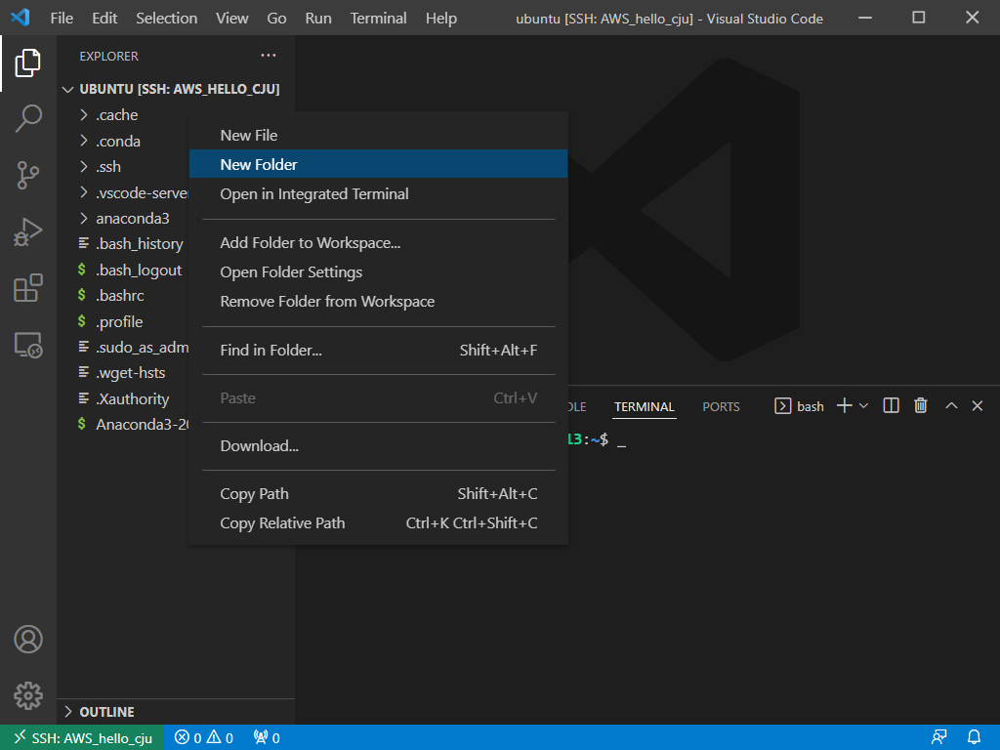 File Edit Selection View Go Run Terminal Help ubuntu [SSH: AWS_hello_cju] - Visual Studio Code
EXPLORER
UBUNTU [SSH: AWS_HELLO_CJU]
.cache
.conda
.ssh
.vscode-server
anaconda3
.bash_history
$ .bash_logout
$ .bashrc
$ .profile
.sudo_as_adm
.wget-hsts
.Xauthority
$ Anaconda3-20
New File
New Folder
Open in Integrated Terminal
Add Folder to Workspace...
Open Folder Settings
Remove Folder from Workspace
Find in Folder... Shift+Alt+F
Paste Ctrl+V
Download...
Copy Path Shift+Alt+C
Copy Relative Path Ctrl+K Ctrl+Shift+C
OLE TERMINAL PORTS bash
13:~$ _
OUTLINE
SSH: AWS_hello_cju 0 0 0